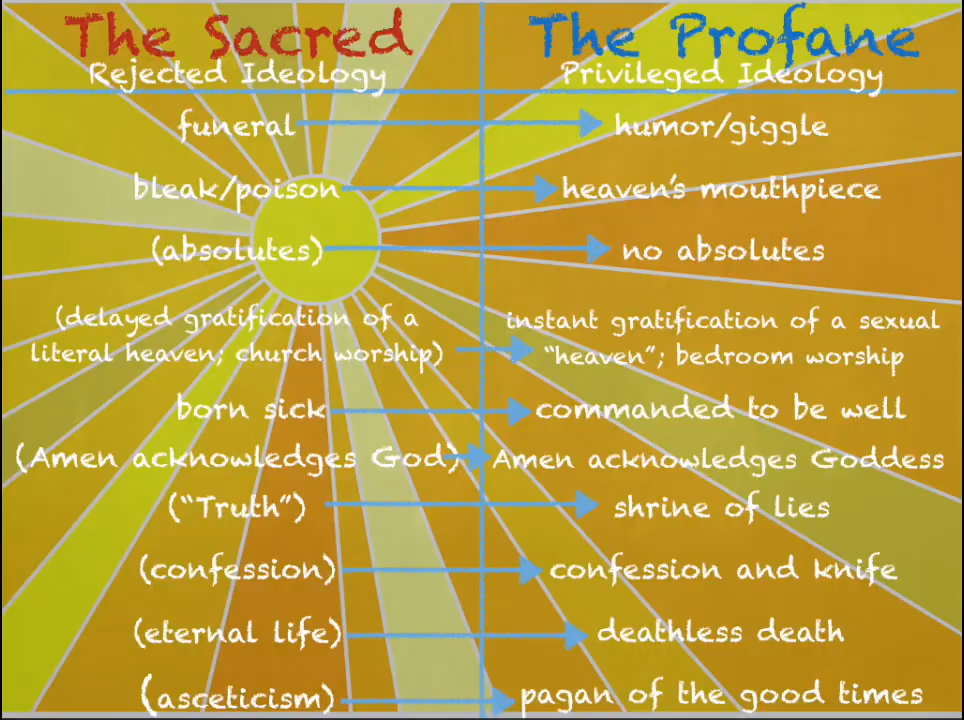 The Sacred The Profane
Rejected Ideology Privileged Ideology
funeral humor/giggle
bleak/poison heaven's mouthpiece
(absolutes) no absolutes
(delayed gratification of a instant gratification of a sexual
literal heaven; church worship) "heaven"; bedroom worship
born sick commanded to be well
(Amen acknowledges God) Amen acknowledges Goddess
("Truth") shrine of lies
(confession) confession and knife
(eternal life) deathless death
(asceticism) pagan of the good times